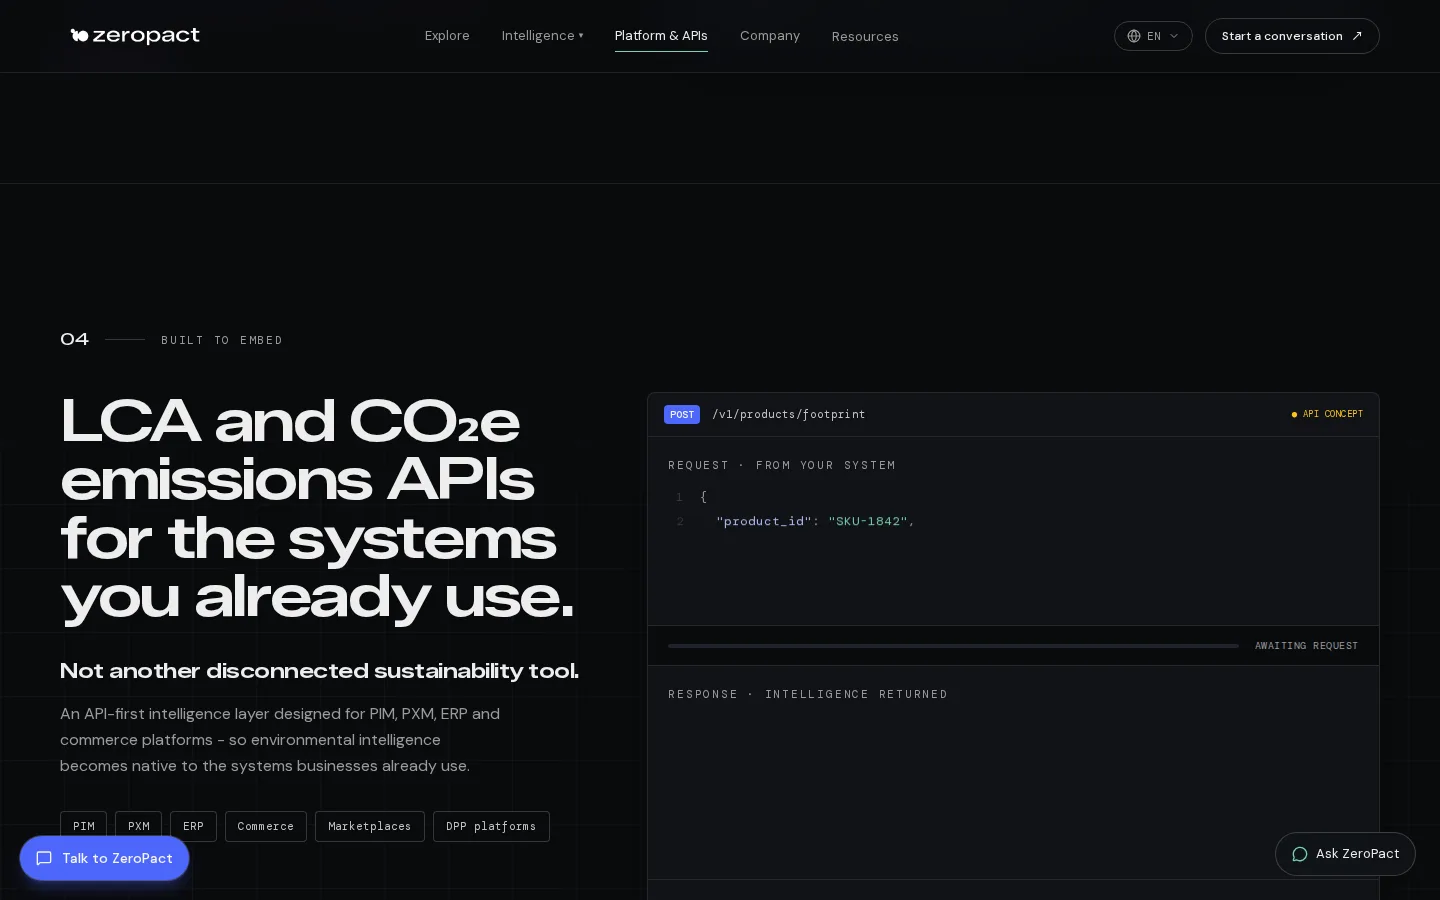 zeropact
Explore
Intelligence ▾
Platform & APIs
Company
Resources
EN
Start a conversation ↗
04
BUILT TO EMBED
LCA and CO₂e
emissions APIs
for the systems
you already use.
Not another disconnected sustainability tool.
An API-first intelligence layer designed for PIM, PXM, ERP and
commerce platforms - so environmental intelligence
becomes native to the systems businesses already use.
PIM
PXM
ERP
Commerce
Marketplaces
DPP platforms
POST /v1/products/footprint
API CONCEPT
REQUEST · FROM YOUR SYSTEM
1 {
2 "product_id": "SKU-1842",
AWAITING REQUEST
RESPONSE · INTELLIGENCE RETURNED
Talk to ZeroPact
Ask ZeroPact